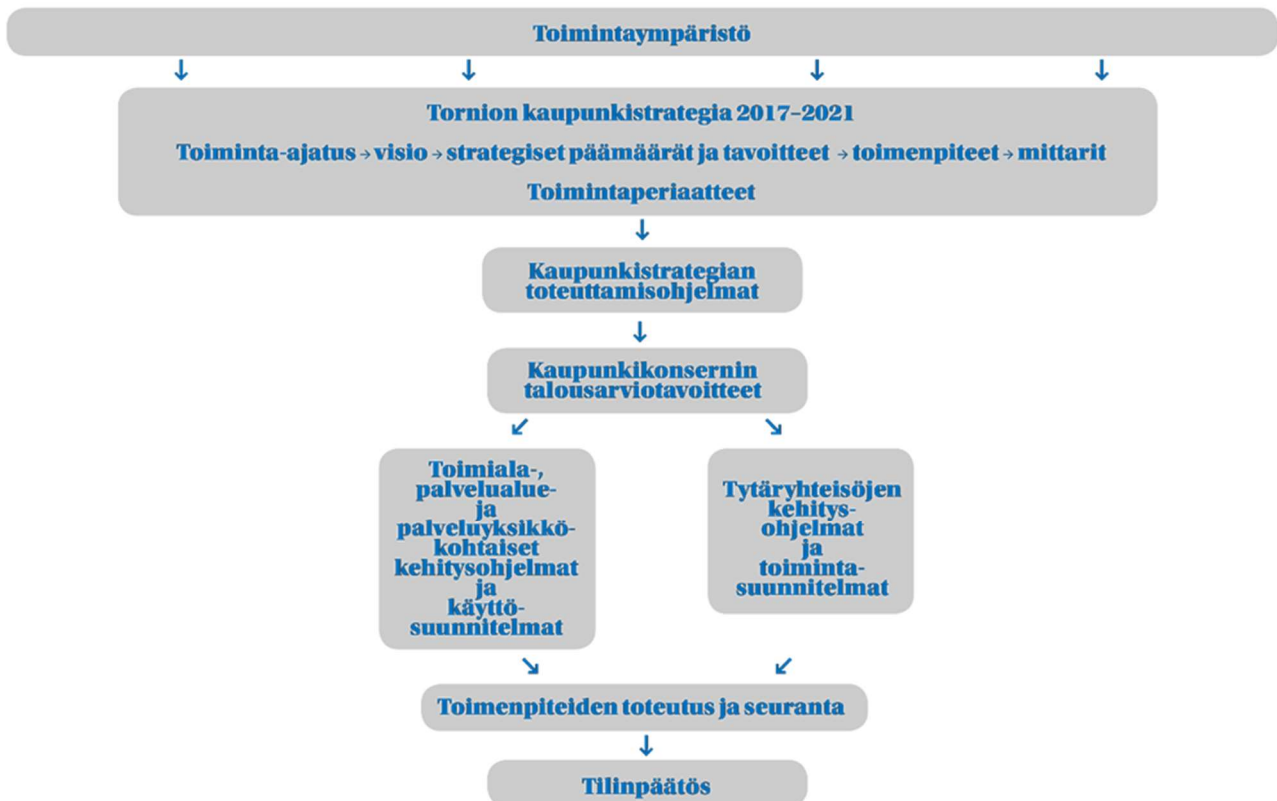 Toimintaympäristö
Tornion kaupunkistrategia 2017–2021
Toiminta-ajatus → visio → strategiset päämäärät ja tavoitteet → toimenpiteet → mittarit
Toimintaperiaatteet
Kaupunkistrategian
toteuttamisohjelmat
Kaupunkikonsernin
talousarviotavoitteet
Toimiala-,
palvelualue-
ja
palveluyksikkö-
kohtaiset
kehitysohjelmat
ja
käyttö-
suunnitelmat
Tytäryhteisöjen
kehitys-
ohjelmat
ja
toiminta-
suunnitelmat
Toimenpiteiden toteutus ja seuranta
Tilinpäätös